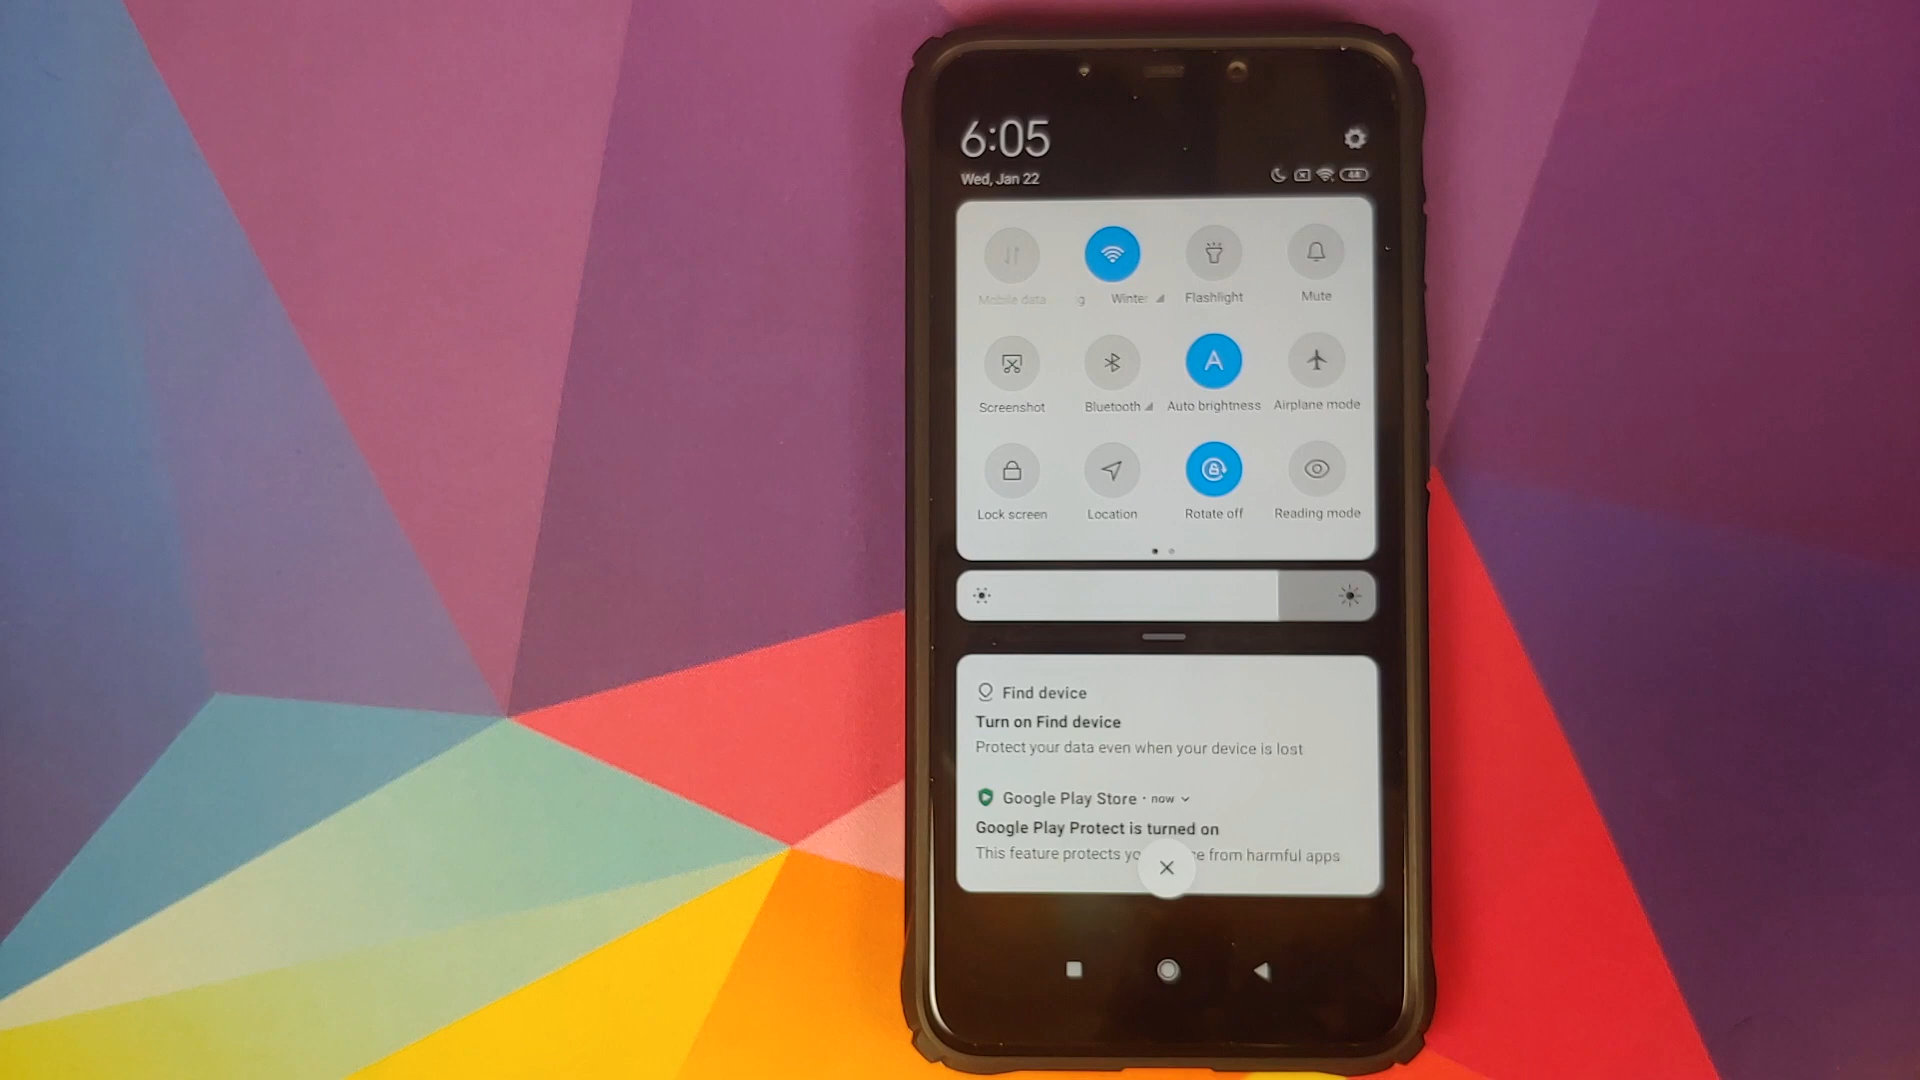 6:05
Wed, Jan 22
48
Mobile data
g Winter
Flashlight
Mute
Screenshot
Bluetooth
Auto brightness
Airplane mode
Lock screen
Location
Rotate off
Reading mode
Find device
Turn on Find device
Protect your data even when your device is lost
Google Play Store · now
Google Play Protect is turned on
This feature protects yo e from harmful apps